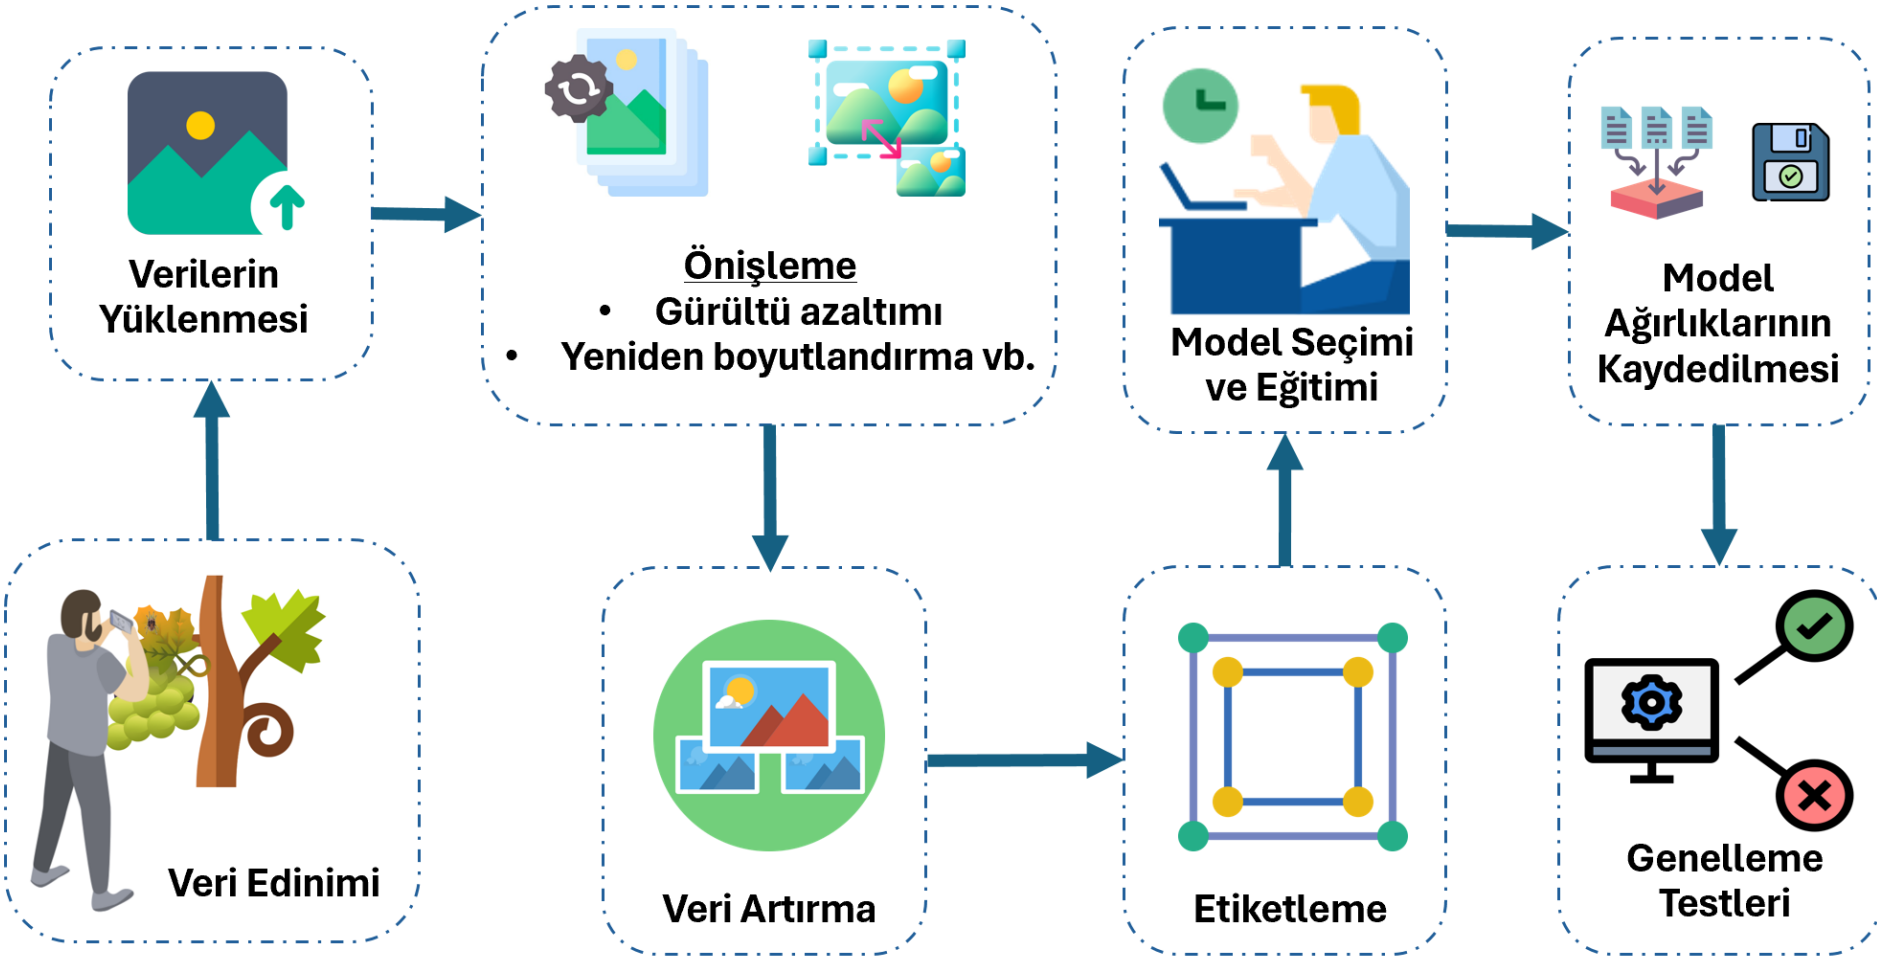 Verilerin
Yüklenmesi
Önişleme
• Gürültü azaltımı
• Yeniden boyutlandırma vb.
Model Seçimi
ve Eğitimi
Model
Ağırlıklarının
Kaydedilmesi
Veri Edinimi
Veri Artırma
Etiketleme
Genelleme
Testleri